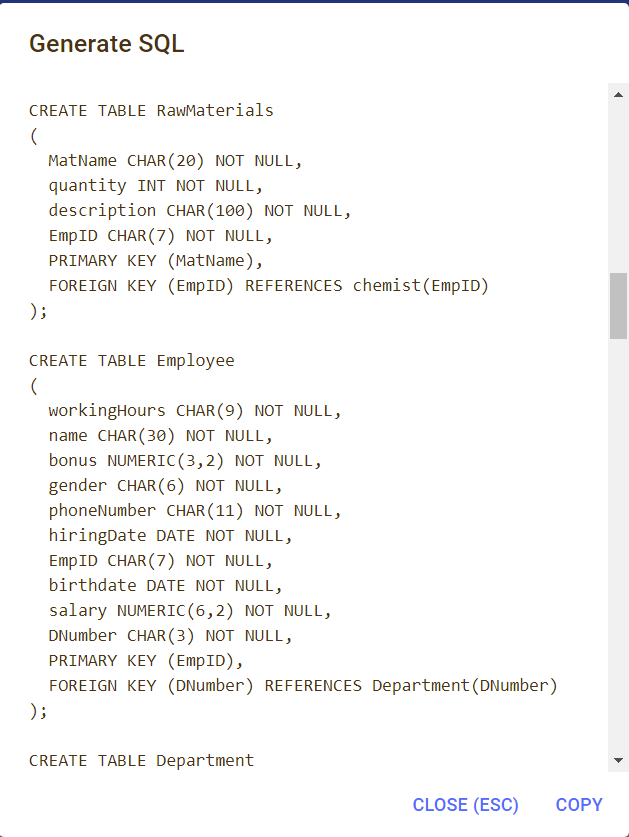 Generate SQL
CREATE TABLE RawMaterials
(
  MatName CHAR(20) NOT NULL,
  quantity INT NOT NULL,
  description CHAR(100) NOT NULL,
  EmpID CHAR(7) NOT NULL,
  PRIMARY KEY (MatName),
  FOREIGN KEY (EmpID) REFERENCES chemist(EmpID)
);
CREATE TABLE Employee
(
  workingHours CHAR(9) NOT NULL,
  name CHAR(30) NOT NULL,
  bonus NUMERIC(3,2) NOT NULL,
  gender CHAR(6) NOT NULL,
  phoneNumber CHAR(11) NOT NULL,
  hiringDate DATE NOT NULL,
  EmpID CHAR(7) NOT NULL,
  birthdate DATE NOT NULL,
  salary NUMERIC(6,2) NOT NULL,
  DNumber CHAR(3) NOT NULL,
  PRIMARY KEY (EmpID),
  FOREIGN KEY (DNumber) REFERENCES Department(DNumber)
);
CREATE TABLE Department
CLOSE (ESC) COPY